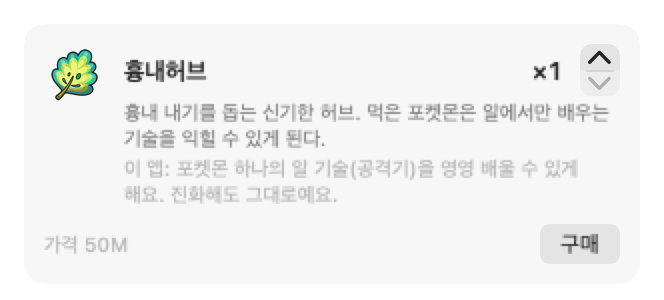 흉내허브
×1
흉내 내기를 돕는 신기한 허브. 먹은 포켓몬은 알에서만 배우는
기술을 익힐 수 있게 된다.
이 앱: 포켓몬 하나의 알 기술(공격기)을 영영 배울 수 있게
해요. 진화해도 그대로예요.
가격 50M
구매